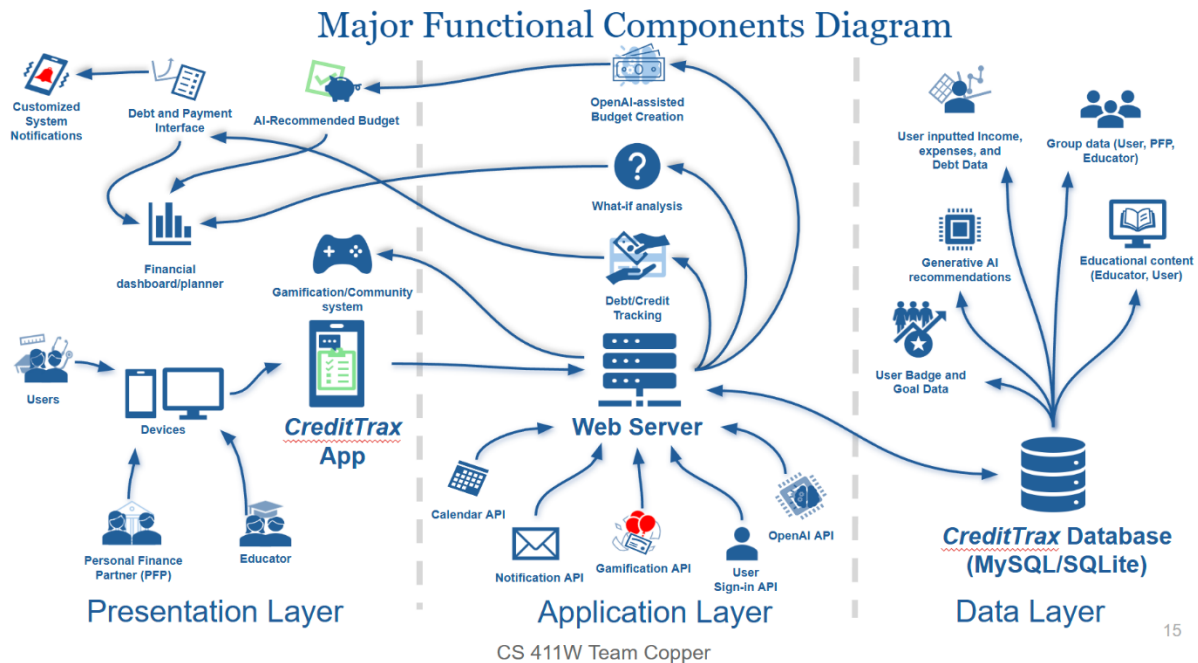 Major Functional Components Diagram
Customized
System
Notifications
Debt and Payment
Interface
AI-Recommended Budget
OpenAI-assisted
Budget Creation
User inputted Income,
expenses, and
Debt Data
Group data (User, PFP,
Educator)
?
What-if analysis
Financial
dashboard/planner
Gamification/Community
system
Debt/Credit
Tracking
Generative AI
recommendations
Educational content
(Educator, User)
User Badge and
Goal Data
Users
Devices
CreditTrax
App
Web Server
Calendar API
Notification API
Gamification API
User
Sign-in API
OpenAI API
Personal Finance
Partner (PFP)
Educator
CreditTrax Database
(MySQL/SQLite)
Presentation Layer
Application Layer
Data Layer
15
CS 411W Team Copper